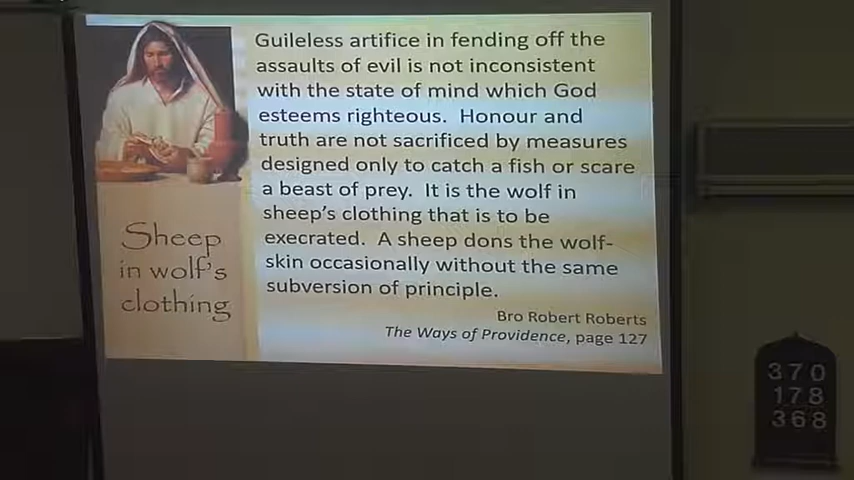 Guileless artifice in fending off the
assaults of evil is not inconsistent
with the state of mind which God
esteems righteous. Honour and
truth are not sacrificed by measures
designed only to catch a fish or scare
a beast of prey. It is the wolf in
sheep's clothing that is to be
execrated. A sheep dons the wolf-
skin occasionally without the same
subversion of principle.
Bro Robert Roberts
The Ways of Providence, page 127
Sheep
in wolf's
clothing
370
178
368